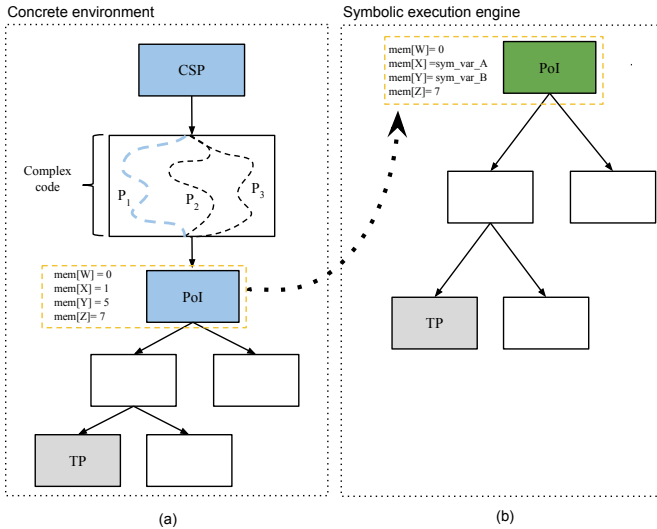 Concrete environment
CSP
Complex
code
P1
P2
P3
mem[W] = 0
mem[X] = 1
mem[Y] = 5
mem[Z]= 7
PoI
TP
(a)
Symbolic execution engine
mem[W]= 0
mem[X] =sym_var_A
mem[Y]= sym_var_B
mem[Z]= 7
PoI
TP
(b)